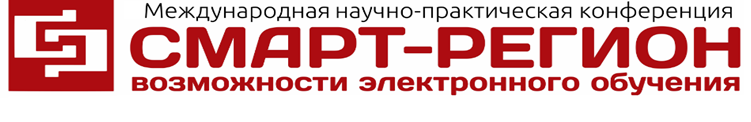 Международная научно-практическая конференция
СМАРТ-РЕГИОН
возможности электронного обучения